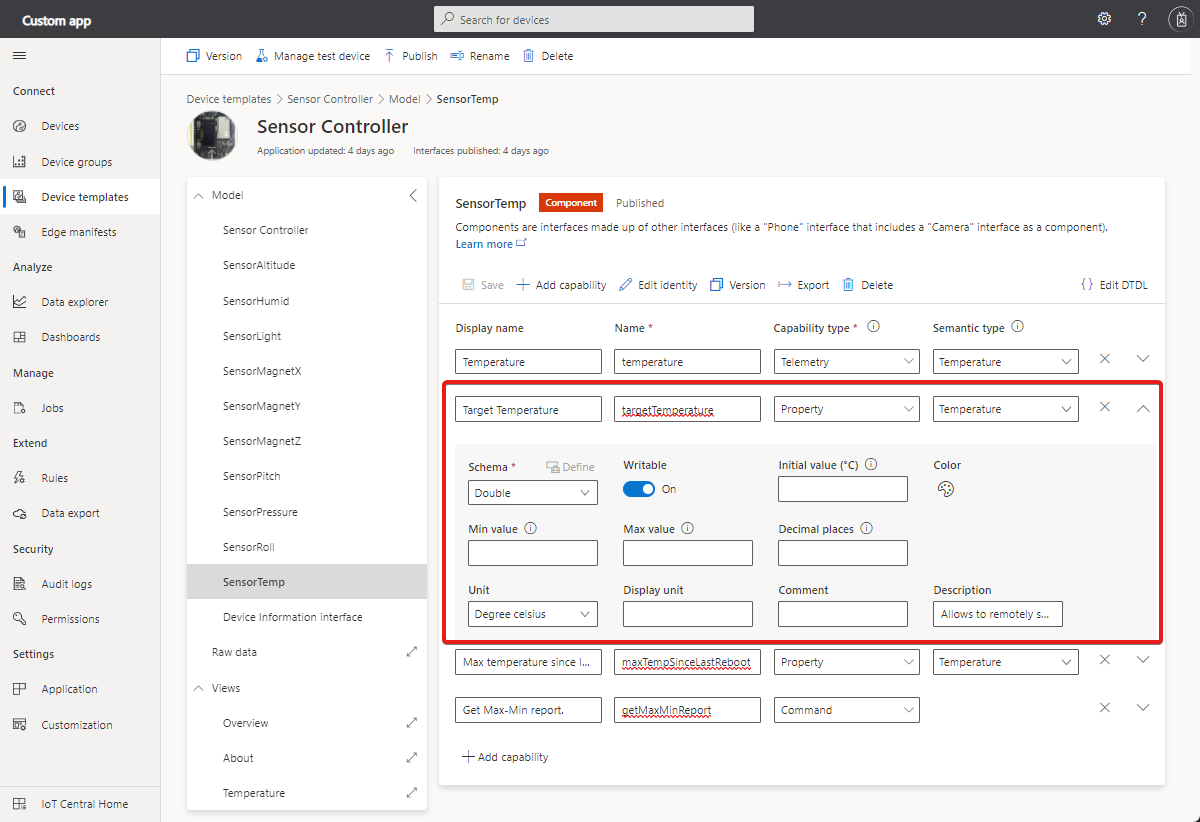 Custom app
Search for devices
?
Connect
Devices
Device groups
Device templates
Edge manifests
Analyze
Data explorer
Dashboards
Manage
Jobs
Extend
Rules
Data export
Security
Audit logs
Permissions
Settings
Application
Customization
IoT Central Home
Version Manage test device Publish Rename Delete
Device templates > Sensor Controller > Model > SensorTemp
Sensor Controller
Application updated: 4 days ago Interfaces published: 4 days ago
Model
Sensor Controller
SensorAltitude
SensorHumid
SensorLight
SensorMagnetX
SensorMagnetY
SensorMagnetZ
SensorPitch
SensorPressure
SensorRoll
SensorTemp
Device Information interface
Raw data
Views
Overview
About
Temperature
SensorTemp Component Published
Components are interfaces made up of other interfaces (like a "Phone" interface that includes a "Camera" interface as a component).
Learn more
Save Add capability Edit identity Version Export Delete {} Edit DTDL
Display name Name * Capability type * Semantic type
Temperature temperature Telemetry Temperature
Target Temperature targetTemperature Property Temperature
Schema * Define Writable Initial value (°C) Color
Double On
Min value Max value Decimal places
Unit Display unit Comment Description
Degree celsius Allows to remotely s...
Max temperature since l... maxTempSinceLastReboot Property Temperature
Get Max-Min report. getMaxMinReport Command
Add capability